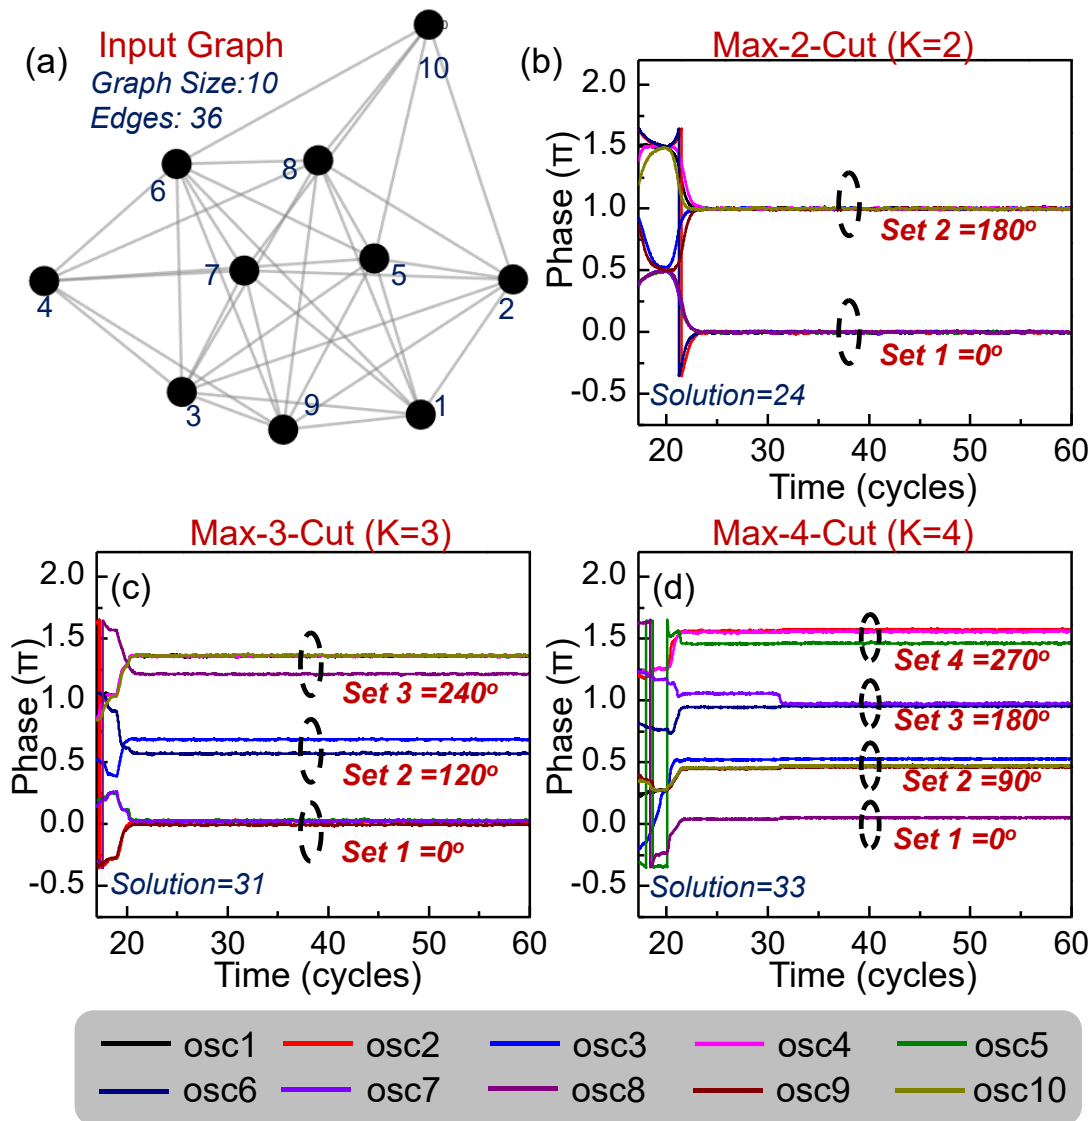 (a)
Input Graph
Graph Size:10
Edges: 36
10
6
8
7
5
4
2
3
9
1
(b)
Max-2-Cut (K=2)
2.0
1.5
1.0
0.5
0.0
-0.5
Phase (π)
Set 2 =180°
Set 1 =0°
Solution=24
20 30 40 50 60
Time (cycles)
Max-3-Cut (K=3)
(c)
2.0
1.5
1.0
0.5
0.0
-0.5
Phase (π)
Set 3 =240°
Set 2 =120°
Set 1 =0°
Solution=31
20 30 40 50 60
Time (cycles)
Max-4-Cut (K=4)
(d)
2.0
1.5
1.0
0.5
0.0
-0.5
Phase (π)
Set 4 =270°
Set 3 =180°
Set 2 =90°
Set 1 =0°
Solution=33
20 30 40 50 60
Time (cycles)
osc1 osc2 osc3 osc4 osc5
osc6 osc7 osc8 osc9 osc10